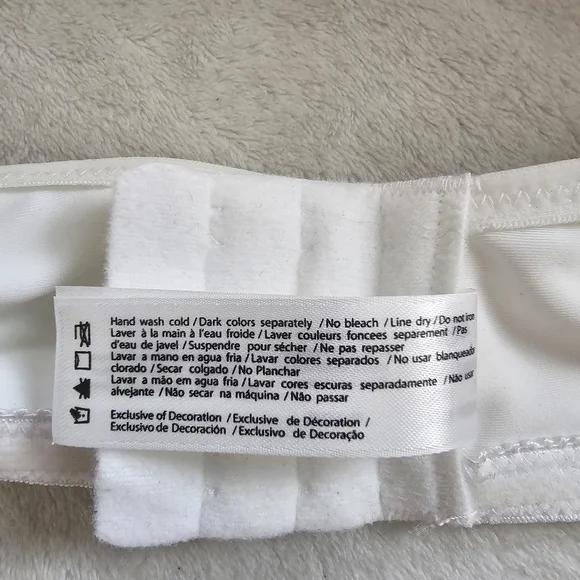 Hand wash cold /Dark colors separately /No bleach /Line dry /Do not iron
Laver à la main à l'eau froide /Laver couleurs foncees separement /Pas
d'eau de javel /Suspendre pour sécher /Ne pas repasser
Lavar a mano en agua fria /Lavar colores separados /No usar blanqueador
clorado /Secar colgado /No Planchar
Lavar a mão em agua fria /Lavar cores escuras separadamente /Não usar
alvejante /Não secar na máquina /Não passar
Exclusive of Decoration /Exclusive de Décoration /
Exclusivo de Decoración /Exclusivo de Decoração